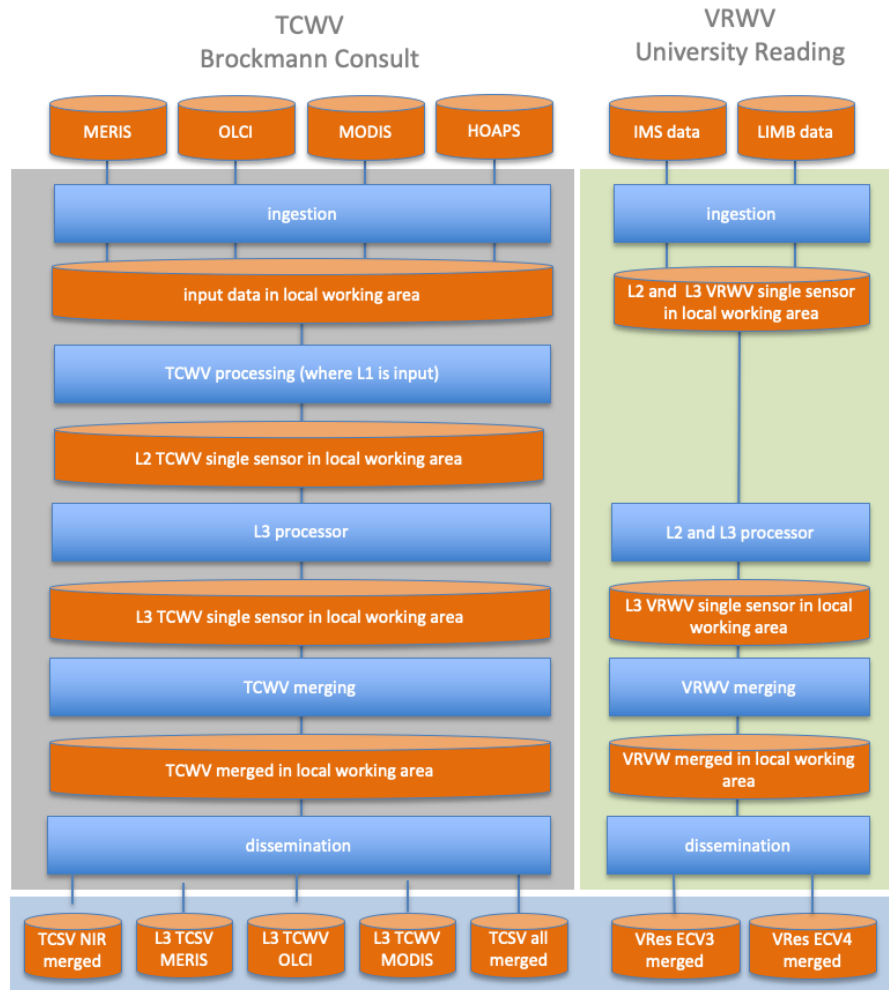 TCWV
Brockmann Consult
VRWV
University Reading
MERIS
OLCI
MODIS
HOAPS
IMS data
LIMB data
ingestion
ingestion
input data in local working area
L2 and L3 VRWV single sensor
in local working area
TCWV processing (where L1 is input)
L2 TCWV single sensor in local working area
L3 processor
L2 and L3 processor
L3 TCWV single sensor in local working area
L3 VRWV single sensor in local
working area
TCWV merging
VRWV merging
TCWV merged in local working area
VRVW merged in local working
area
dissemination
dissemination
TCSV NIR
merged
L3 TCSV
MERIS
L3 TCWV
OLCI
L3 TCWV
MODIS
TCSV all
merged
VRes ECV3
merged
VRes ECV4
merged